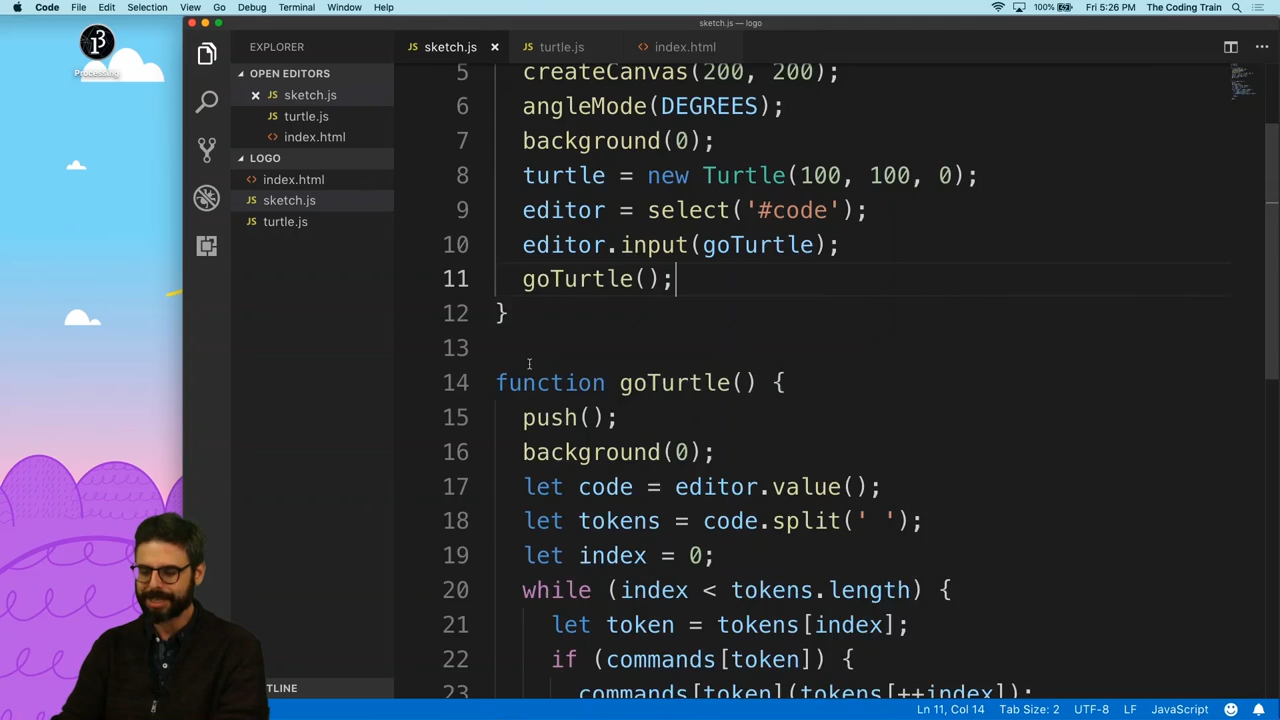 Code File Edit Selection View Go Debug Terminal Window Help 100% Fri 5:26 PM The Coding Train
sketch.js — logo
Processing
EXPLORER
sketch.js
turtle.js
index.html
OPEN EDITORS
sketch.js
turtle.js
index.html
LOGO
index.html
sketch.js
turtle.js
TLINE
5 createCanvas(200, 200);
6 angleMode(DEGREES);
7 background(0);
8 turtle = new Turtle(100, 100, 0);
9 editor = select('#code');
10 editor.input(goTurtle);
11 goTurtle();
12 }
13
14 function goTurtle() {
15 push();
16 background(0);
17 let code = editor.value();
18 let tokens = code.split(' ');
19 let index = 0;
20 while (index < tokens.length) {
21 let token = tokens[index];
22 if (commands[token]) {
23 commands[token](tokens[++index]);
Ln 11, Col 14 Tab Size: 2 UTF-8 LF JavaScript